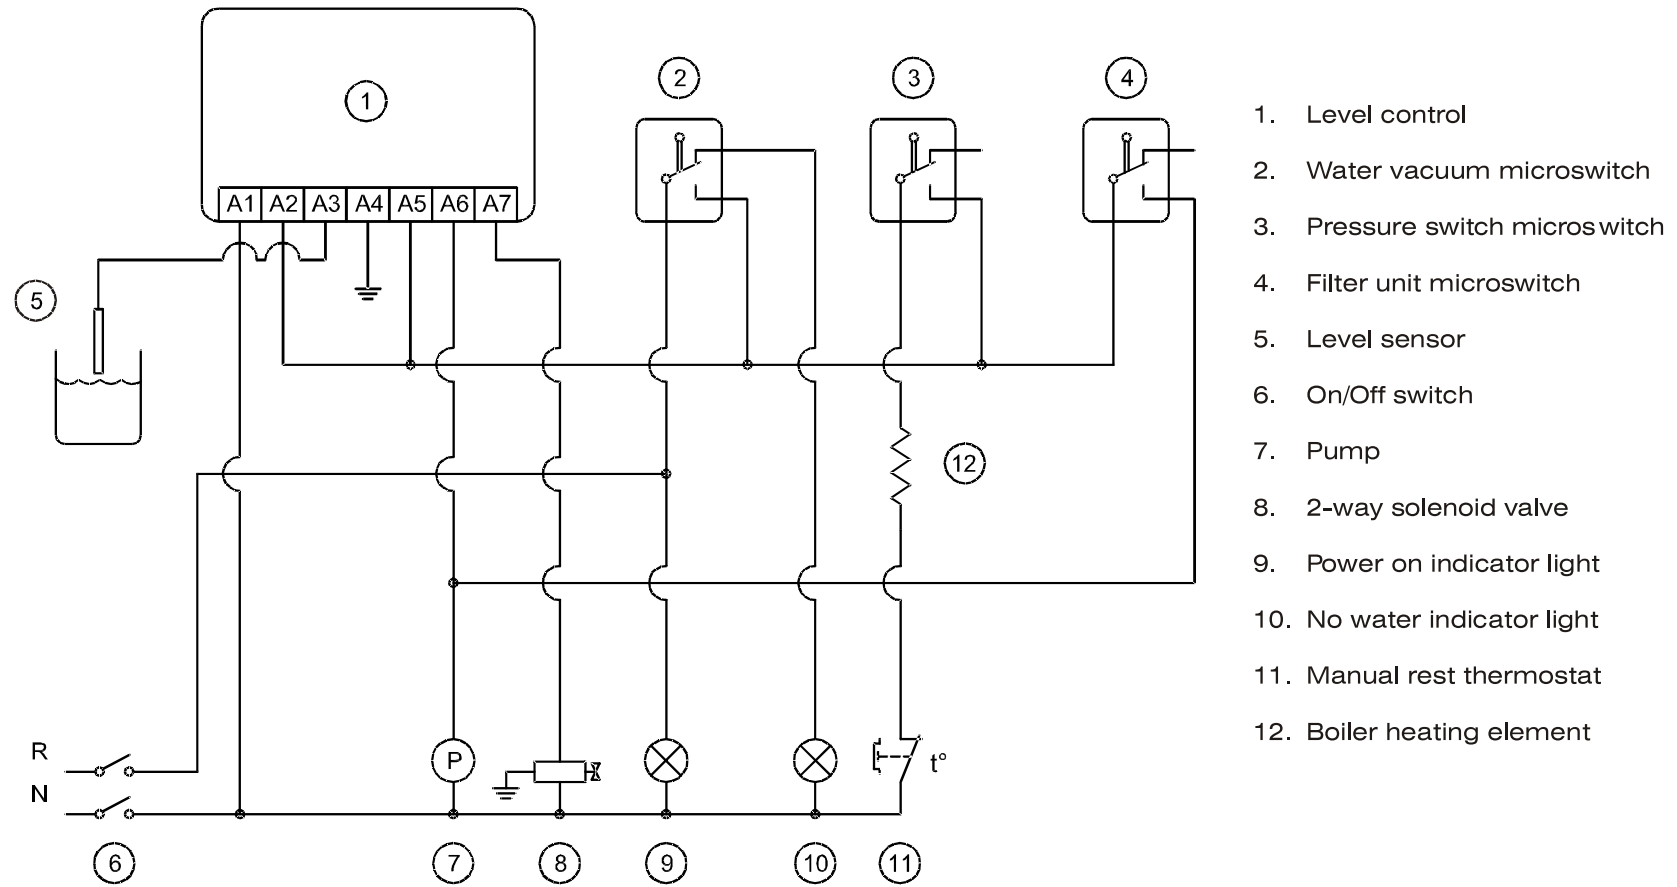 1
2
3
4
A1 A2 A3 A4 A5 A6 A7
5
12
R
N
P
t°
6
7
8
9
10
11
1. Level control
2. Water vacuum microswitch
3. Pressure switch microswitch
4. Filter unit microswitch
5. Level sensor
6. On/Off switch
7. Pump
8. 2-way solenoid valve
9. Power on indicator light
10. No water indicator light
11. Manual rest thermostat
12. Boiler heating element